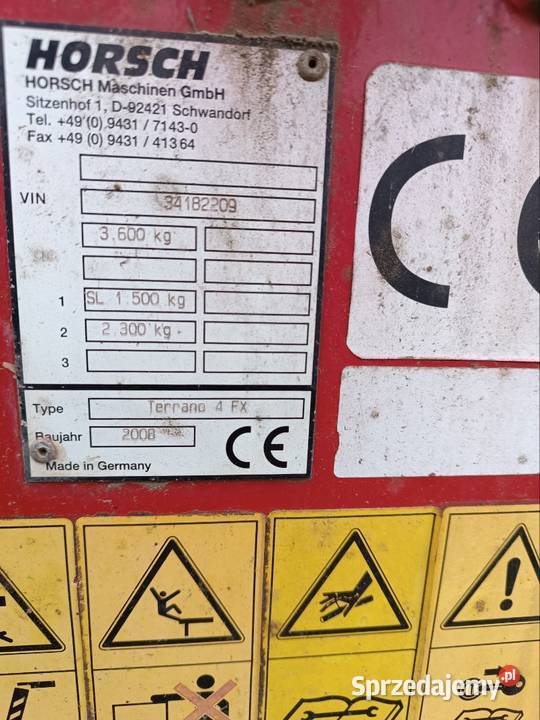 HORSCH
HORSCH Maschinen GmbH
Sitzenhof 1, D-92421 Schwandorf
Tel. +49 (0) 9431 / 7143-0
Fax +49 (0) 9431 / 41364
VIN 34182209
3.600 kg
1 SL 1.500 kg
2 2.300 kg
3
Type Terrano 4 FX
Baujahr 2008
CE
Made in Germany
C
Sprzedajemy.pl